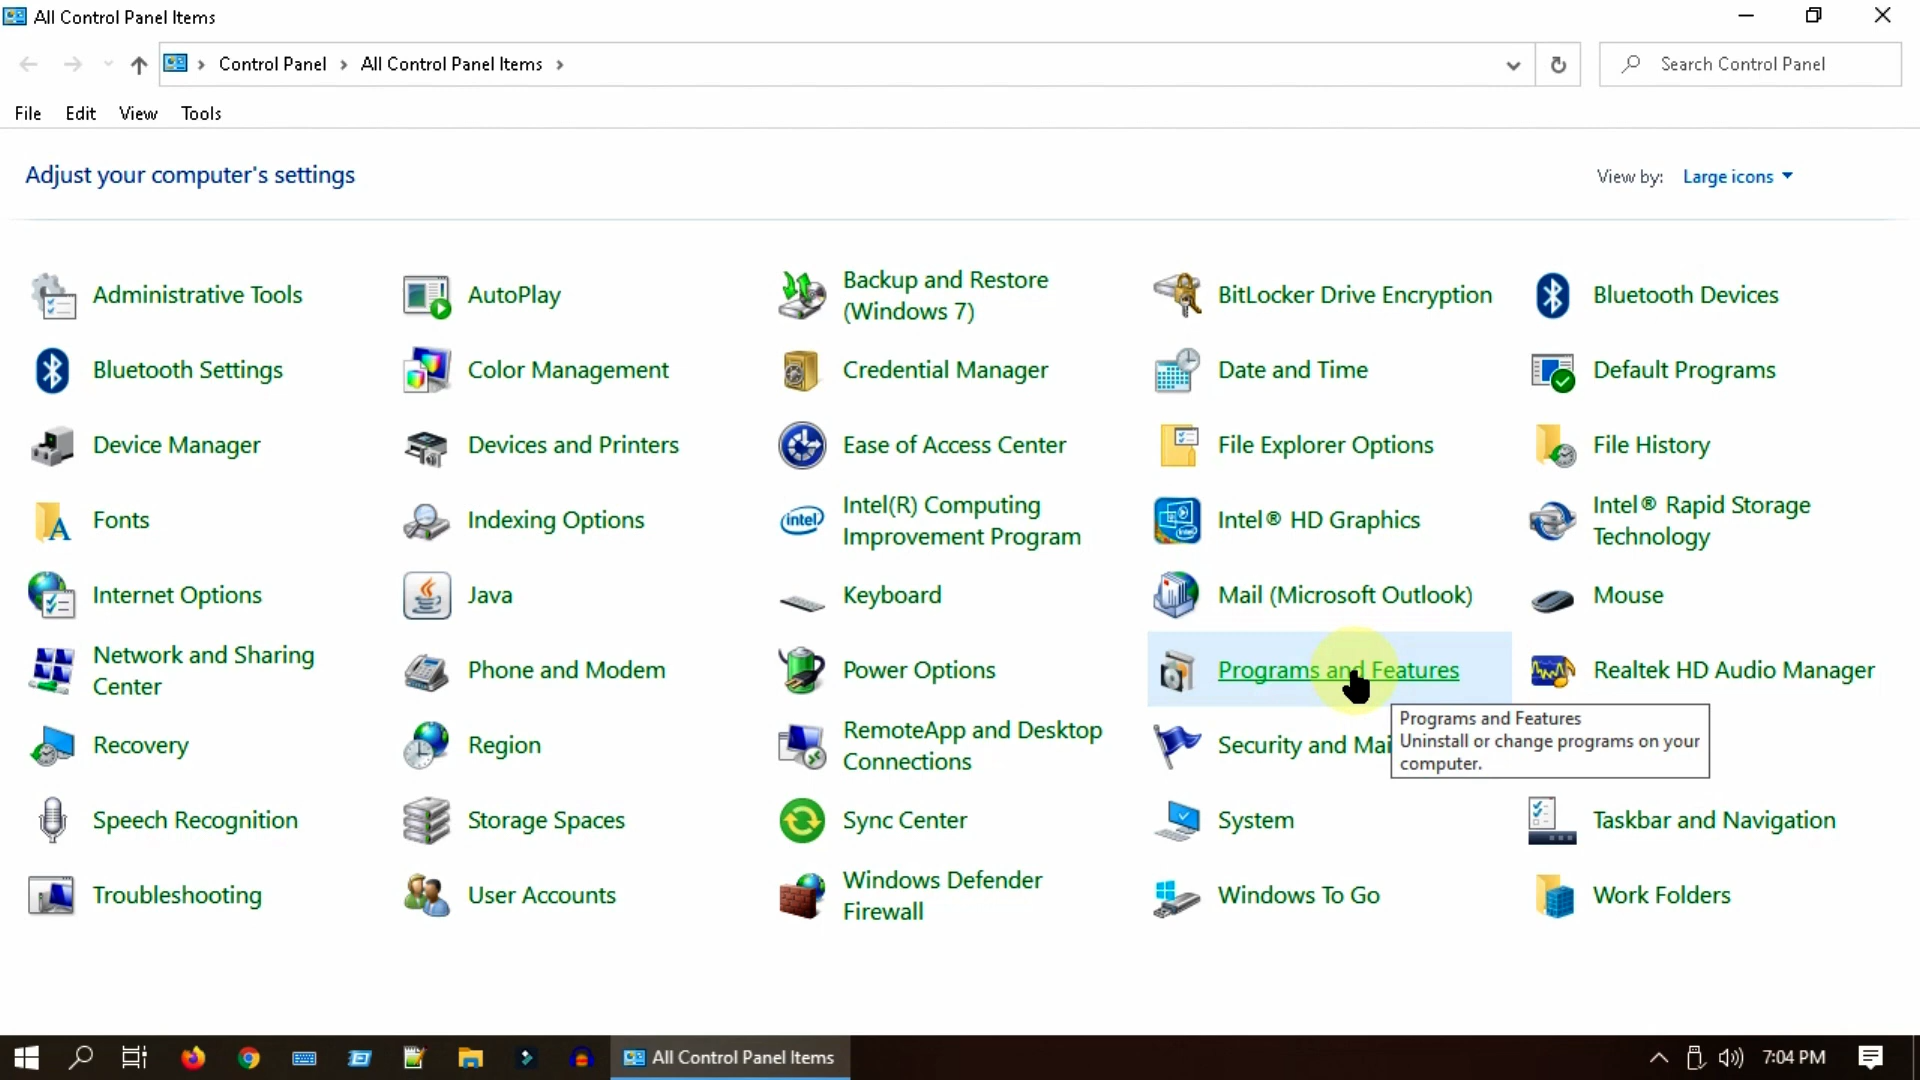 All Control Panel Items
Control Panel
All Control Panel Items
Search Control Panel
File Edit View Tools
Adjust your computer's settings
View by: Large icons
Administrative Tools
AutoPlay
Backup and Restore
(Windows 7)
BitLocker Drive Encryption
Bluetooth Devices
Bluetooth Settings
Color Management
Credential Manager
Date and Time
Default Programs
Device Manager
Devices and Printers
Ease of Access Center
File Explorer Options
File History
Fonts
Indexing Options
intel
Intel(R) Computing
Improvement Program
Intel® HD Graphics
Intel® Rapid Storage
Technology
Internet Options
Java
Keyboard
Mail (Microsoft Outlook)
Mouse
Network and Sharing
Center
Phone and Modem
Power Options
Programs and Features
Realtek HD Audio Manager
Programs and Features
Uninstall or change programs on your
computer.
Recovery
Region
RemoteApp and Desktop
Connections
Security and Mai
Speech Recognition
Storage Spaces
Sync Center
System
Taskbar and Navigation
Troubleshooting
User Accounts
Windows Defender
Firewall
Windows To Go
Work Folders
All Control Panel Items
7:04 PM